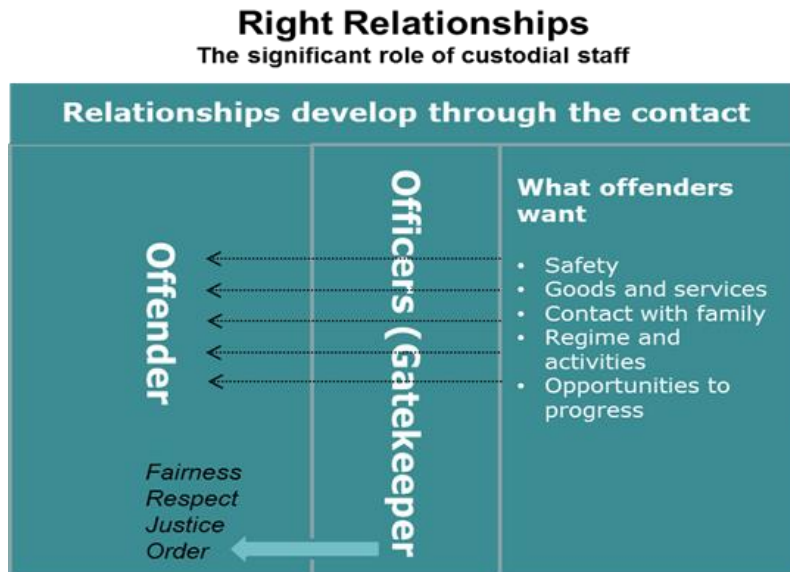 Right Relationships
The significant role of custodial staff
Relationships develop through the contact
Offender
Officers (Gatekeeper
What offenders
want
• Safety
• Goods and services
• Contact with family
• Regime and
activities
• Opportunities to
progress
Fairness
Respect
Justice
Order